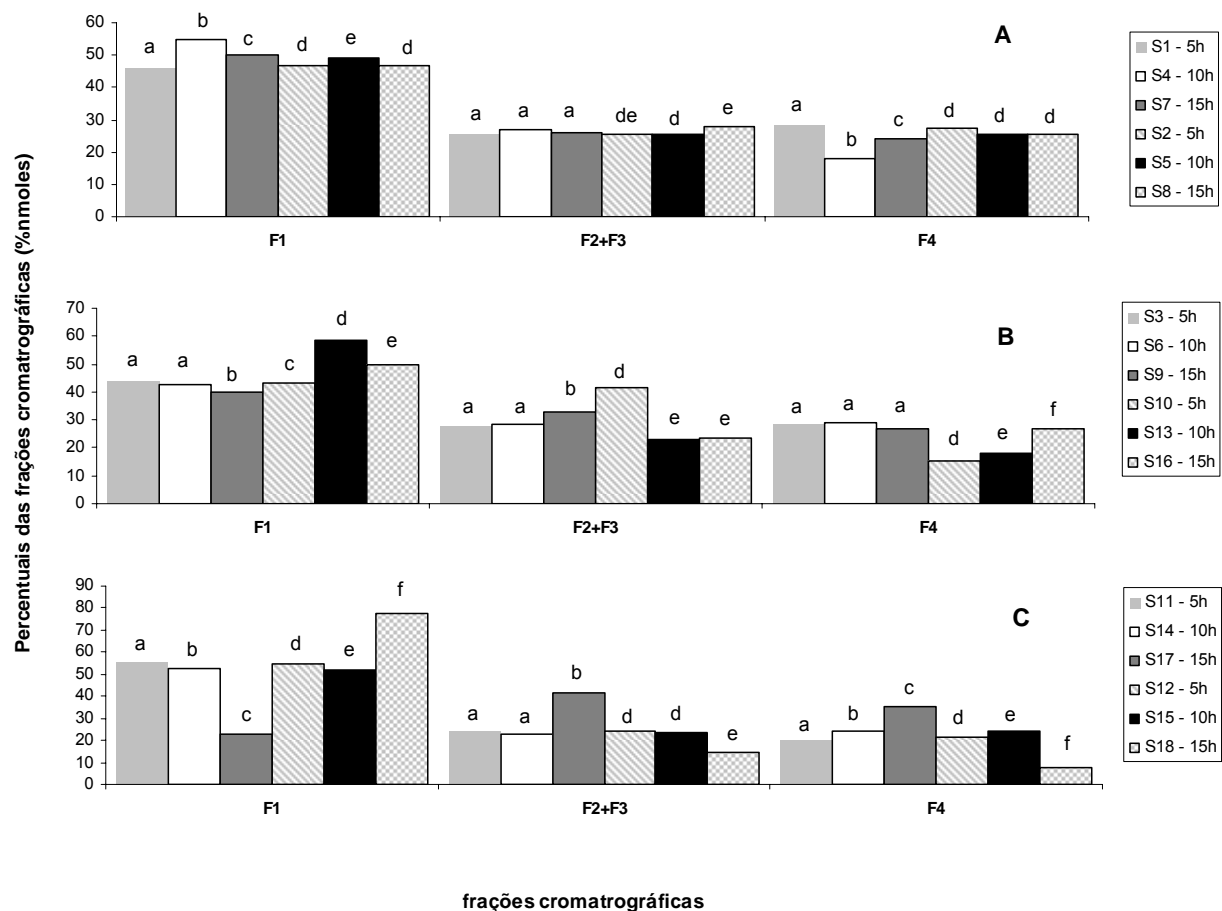 Percentuais das frações cromatrográficas (%nmoles)
A
60
50
40
30
20
10
0
a b c d e d
a a a de d e
a b c d d d
F1 F2+F3 F4
S1 - 5h
S4 - 10h
S7 - 15h
S2 - 5h
S5 - 10h
S8 - 15h
B
70
60
50
40
30
20
10
0
a a b c d e
a a b d e e
a a a d e f
F1 F2+F3 F4
S3 - 5h
S6 - 10h
S9 - 15h
S10 - 5h
S13 - 10h
S16 - 15h
C
90
80
70
60
50
40
30
20
10
0
a b c d e f
a a b d d e
a b c d e f
F1 F2+F3 F4
S11 - 5h
S14 - 10h
S17 - 15h
S12 - 5h
S15 - 10h
S18 - 15h
frações cromatrográficas